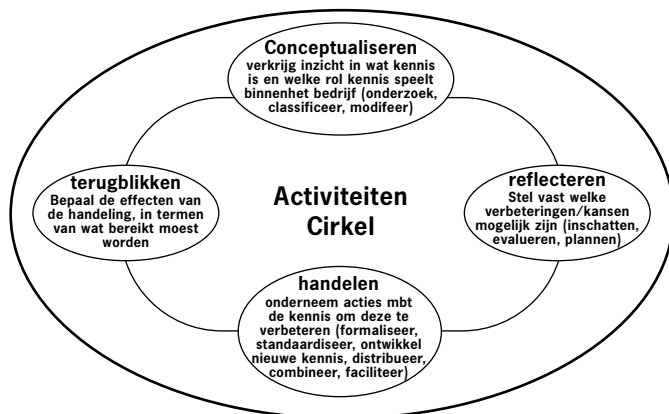 Conceptualiseren
verkrijg inzicht in wat kennis
is en welke rol kennis speelt
binnenhet bedrijf (onderzoek,
classificeer, modifeer)
terugblikken
Bepaal de effecten van
de handeling, in termen
van wat bereikt moest
worden
Activiteiten
Cirkel
reflecteren
Stel vast welke
verbeteringen/kansen
mogelijk zijn (inschatten,
evalueren, plannen)
handelen
onderneem acties mbt
de kennis om deze te
verbeteren (formaliseer,
standaardiseer, ontwikkel
nieuwe kennis, distribueer,
combineer, faciliteer)